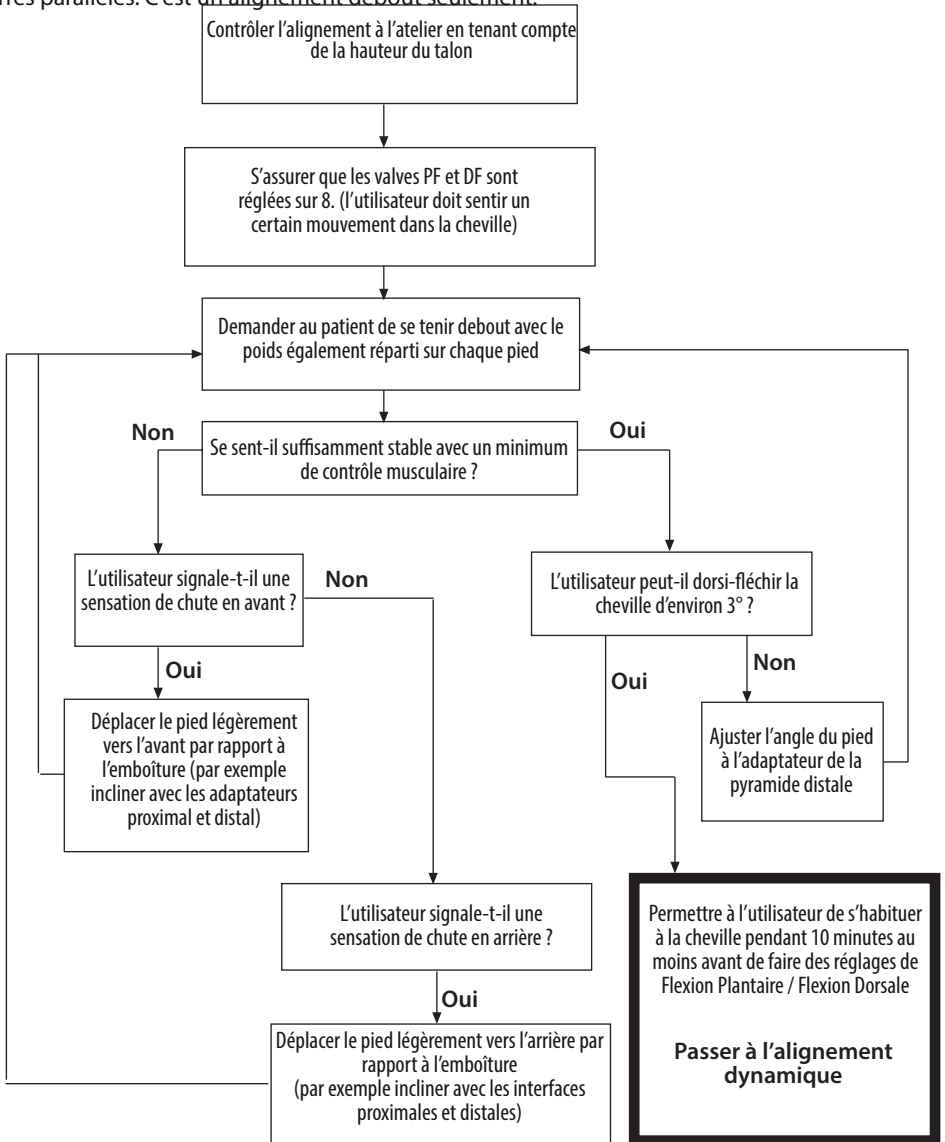 parallèles. C'est un alignement debout seulement.
Contrôler l'alignement à l'atelier en tenant compte
de la hauteur du talon
S'assurer que les valves PF et DF sont
réglées sur 8. (l'utilisateur doit sentir un
certain mouvement dans la cheville)
Demander au patient de se tenir debout avec le
poids également réparti sur chaque pied
Non
Oui
Se sent-il suffisamment stable avec un minimum
de contrôle musculaire ?
L'utilisateur signale-t-il une
sensation de chute en avant ?
Non
L'utilisateur peut-il dorsi-fléchir la
cheville d'environ 3° ?
Oui
Oui
Non
Déplacer le pied légèrement
vers l'avant par rapport à
l'emboîture (par exemple
incliner avec les adaptateurs
proximal et distal)
Ajuster l'angle du pied
à l'adaptateur de la
pyramide distale
L'utilisateur signale-t-il une
sensation de chute en arrière ?
Oui
Déplacer le pied légèrement vers l'arrière par
rapport à l'emboîture
(par exemple incliner avec les interfaces
proximales et distales)
Permettre à l'utilisateur de s'habituer
à la cheville pendant 10 minutes au
moins avant de faire des réglages de
Flexion Plantaire / Flexion Dorsale
Passer à l'alignement
dynamique